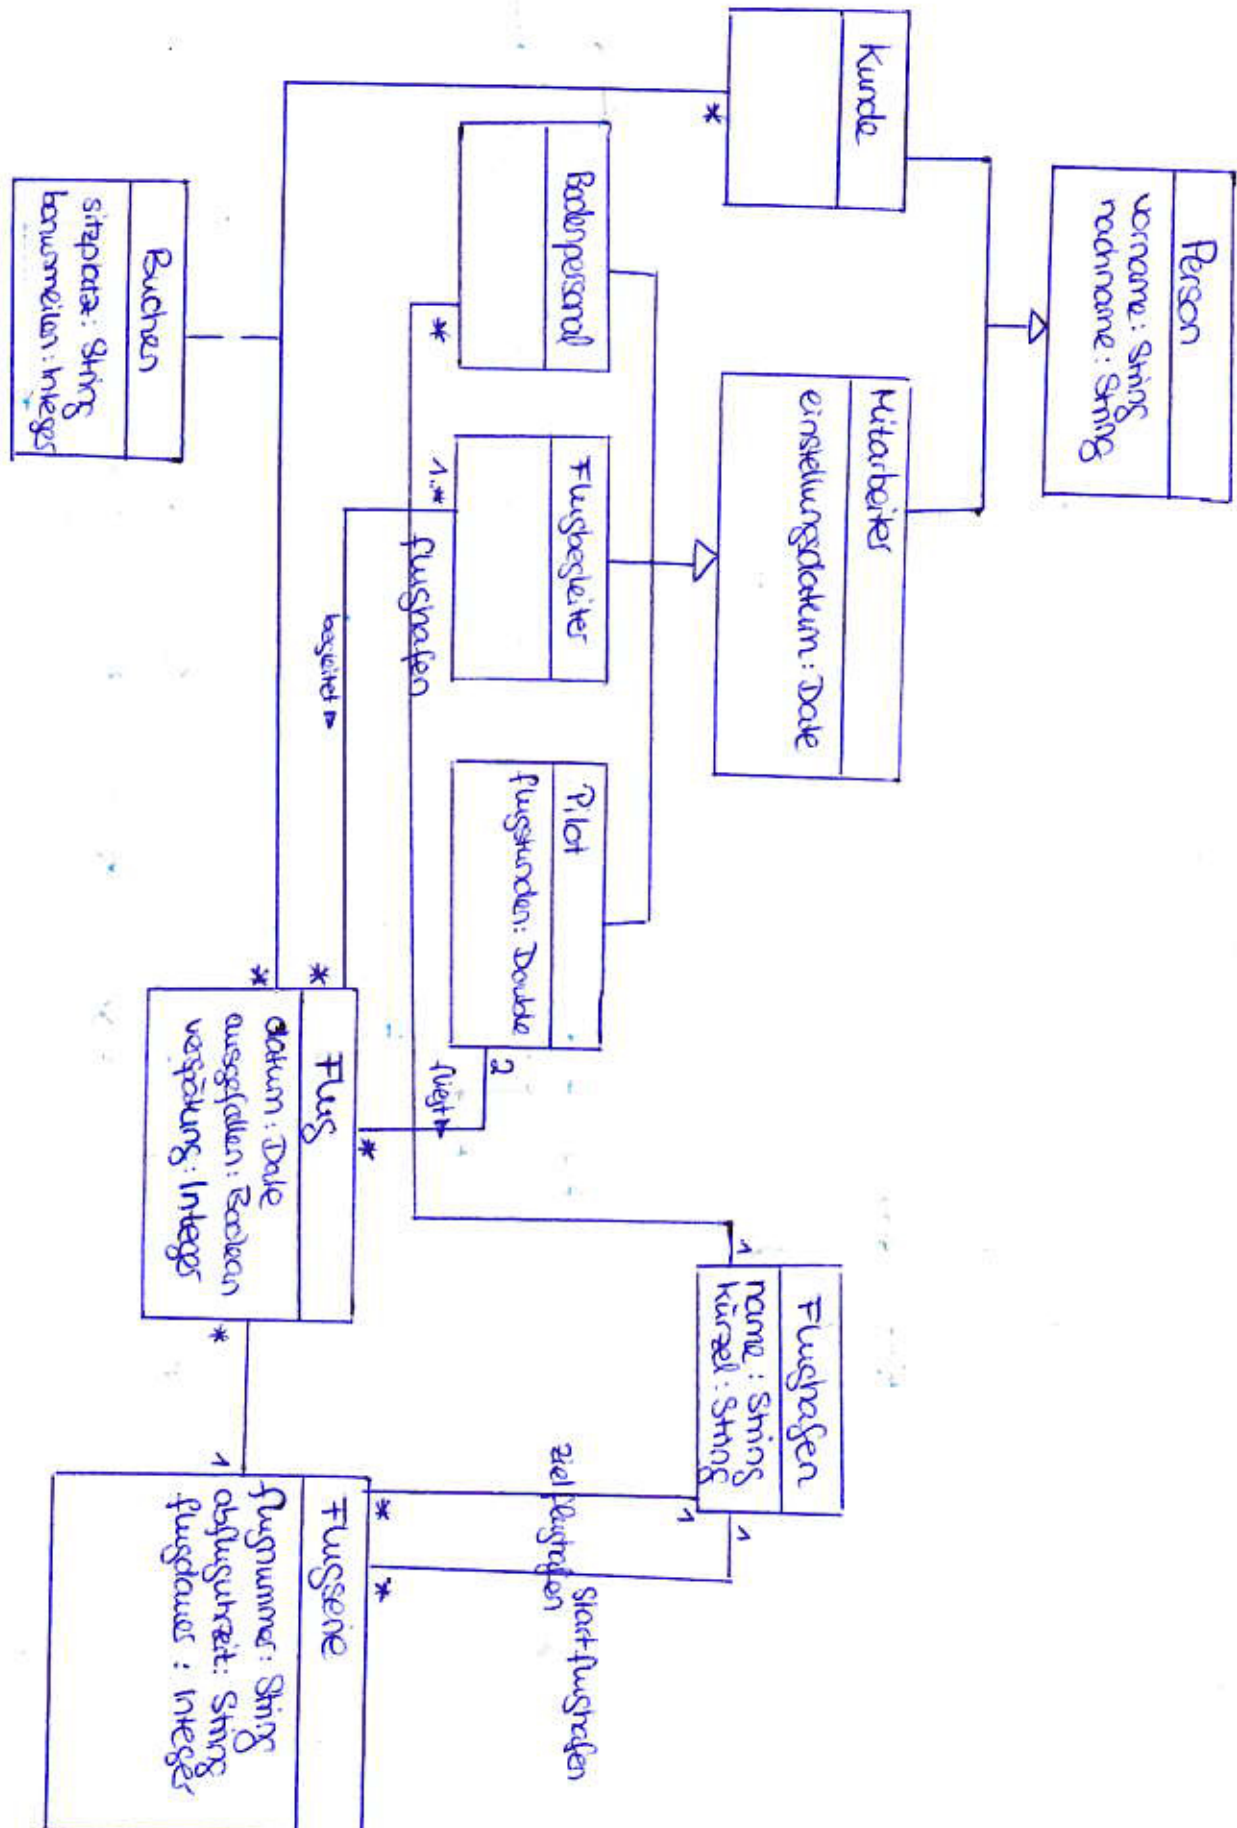 Person
vorname: String
nachname: String
Kunde
*
Mitarbeiter
einstellungsdatum: Date
Bodenpersonal
*
Flugbegleiter
1..*
Pilot
flugstunden: Double
2
flughafen
begleitet ▶
fliegt ▶
Flughafen
name: String
kürzel: String
1
1
1
zielflughafen
startflughafen
Buchen
sitzplatz: String
bonusmeilen: Integer
Flug
datum: Date
ausgefallen: Boolean
verspätung: Integer
*
*
*
*
Flugserie
flugnummer: String
abfluguhrzeit: String
flugdauer: Integer
1
*
*